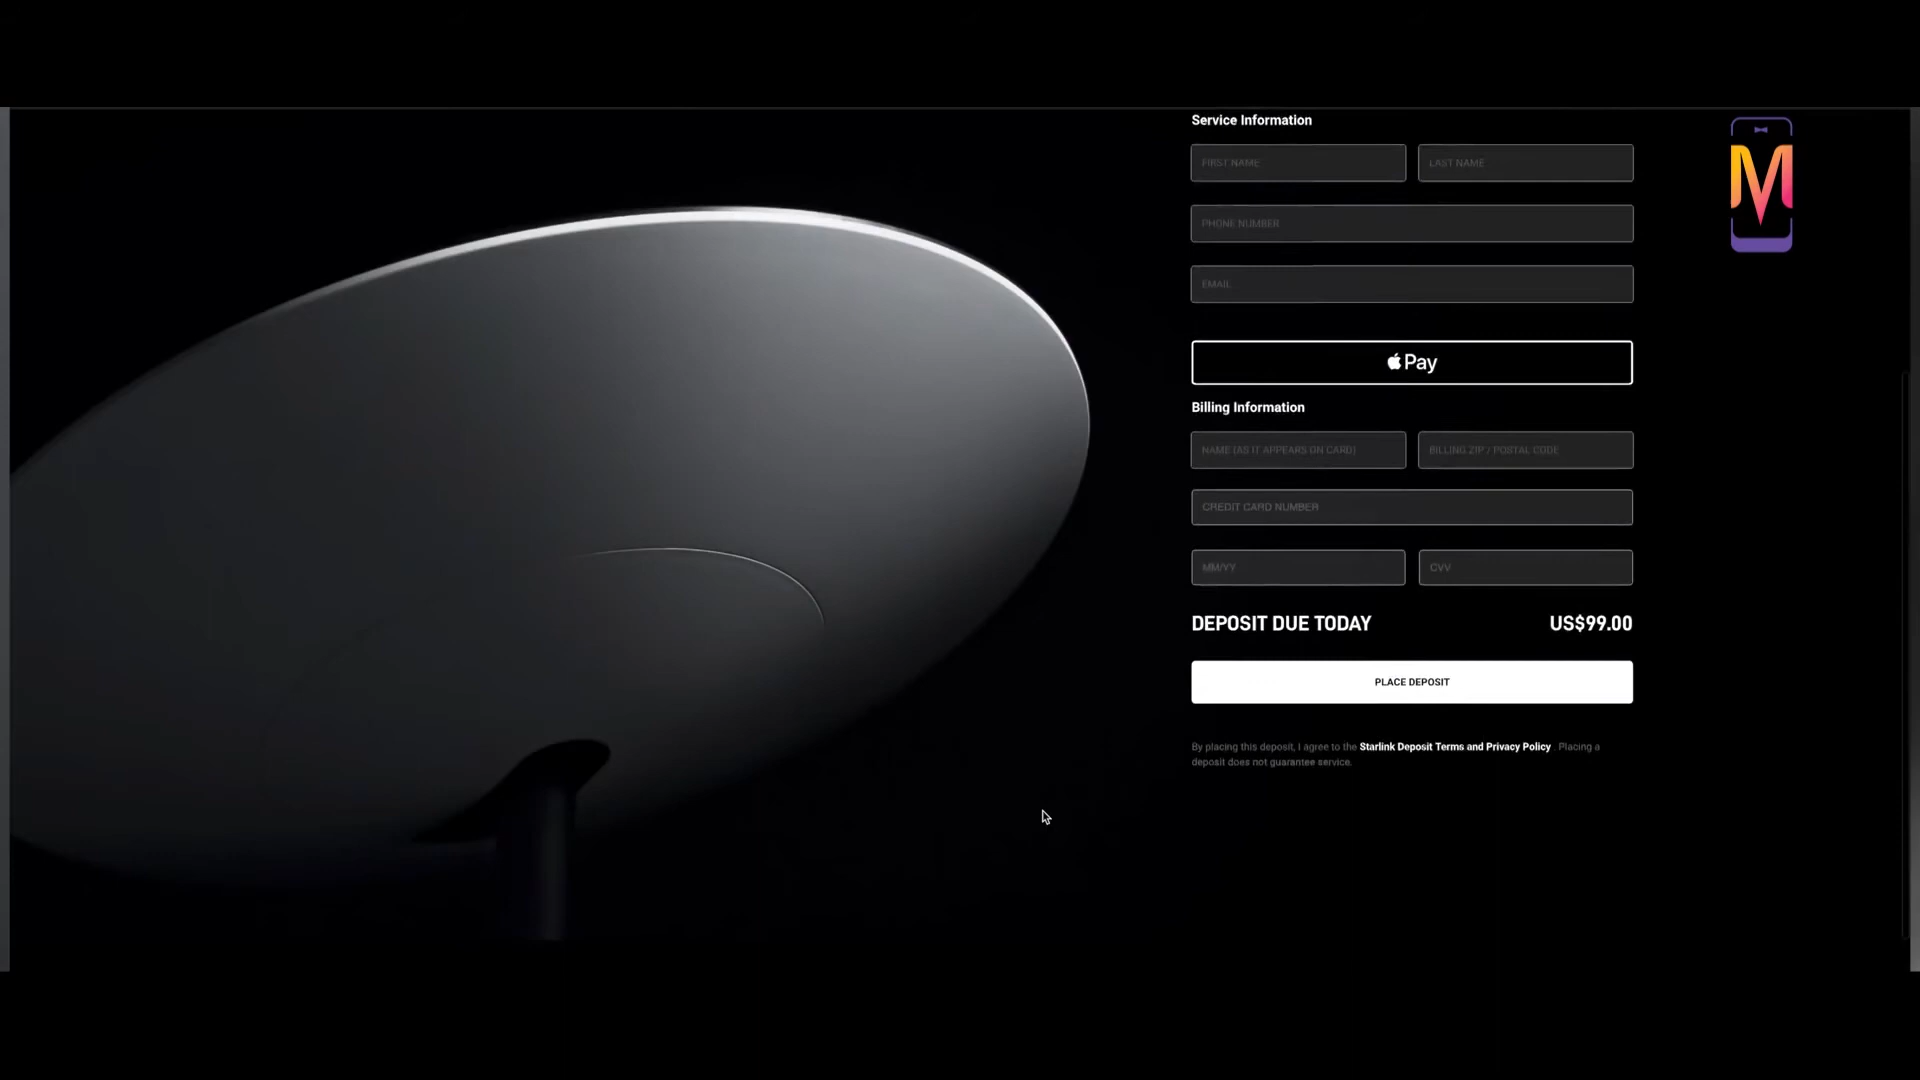 Service Information
FIRST NAME
LAST NAME
PHONE NUMBER
EMAIL
Pay
Billing Information
NAME (AS IT APPEARS ON CARD)
BILLING ZIP / POSTAL CODE
CREDIT CARD NUMBER
MM/YY
CVV
DEPOSIT DUE TODAY
US$99.00
PLACE DEPOSIT
By placing this deposit, I agree to the Starlink Deposit Terms and Privacy Policy . Placing a
deposit does not guarantee service.
M